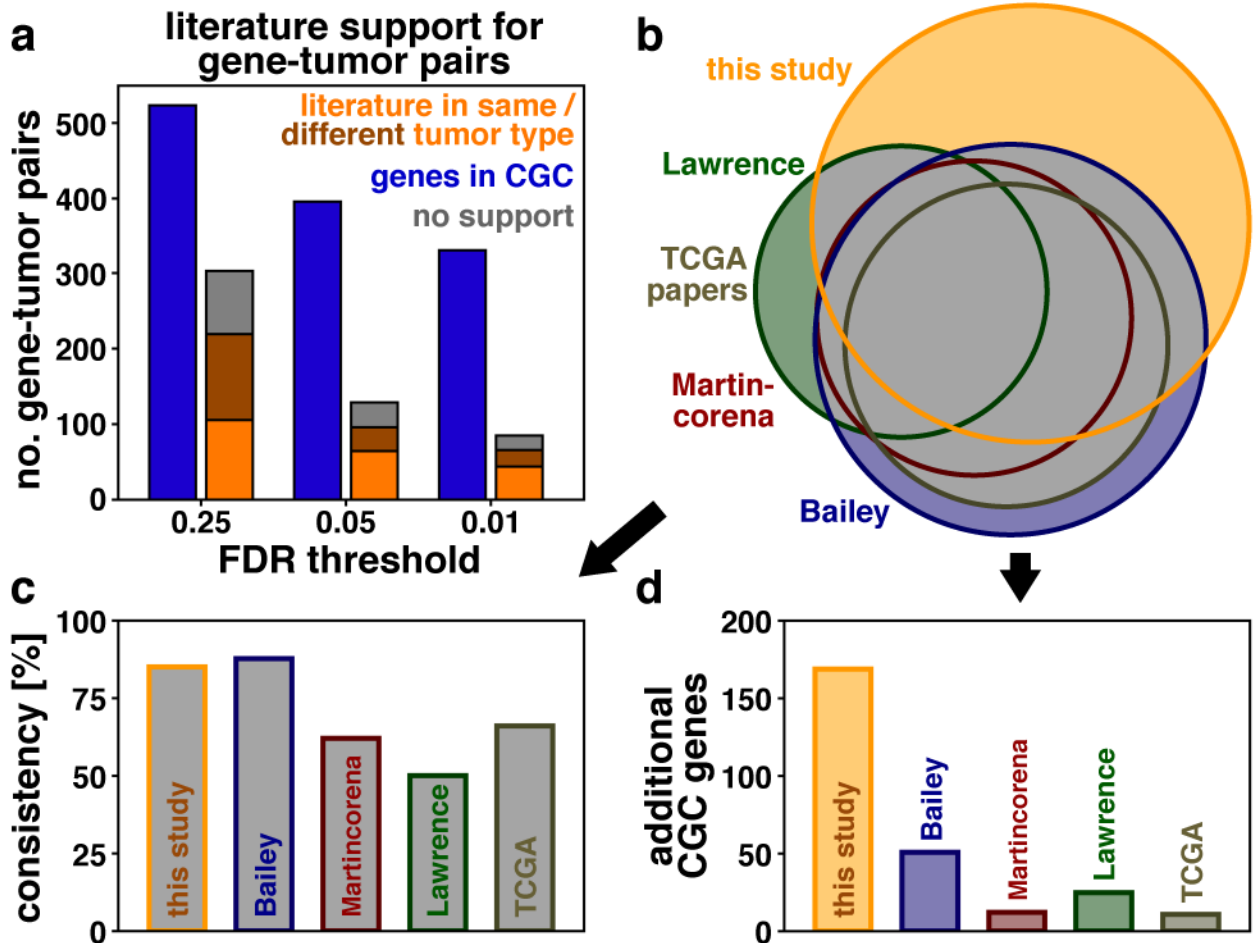 a
literature support for
gene-tumor pairs
no. gene-tumor pairs
500
400
300
200
100
0
literature in same /
different tumor type
genes in CGC
no support
0.25
0.05
0.01
FDR threshold
b
this study
Lawrence
TCGA
papers
Martin-
corena
Bailey
c
consistency [%]
100
75
50
25
0
this study
Bailey
Martincorena
Lawrence
TCGA
d
additional
CGC genes
200
150
100
50
0
this study
Bailey
Martincorena
Lawrence
TCGA